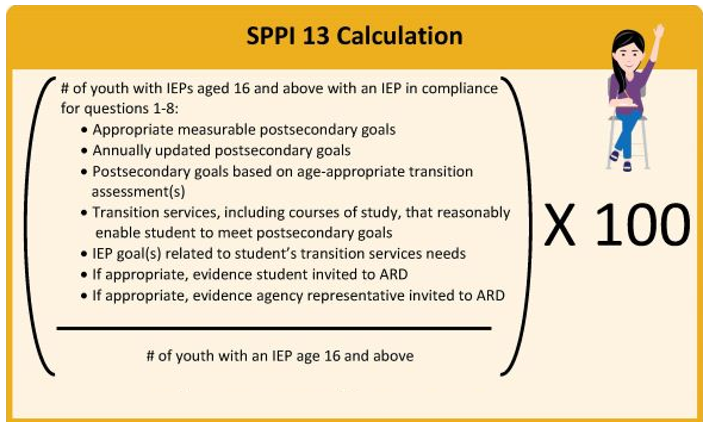 SPPI 13 Calculation
# of youth with IEPs aged 16 and above with an IEP in compliance
for questions 1-8:
• Appropriate measurable postsecondary goals
• Annually updated postsecondary goals
• Postsecondary goals based on age-appropriate transition
assessment(s)
• Transition services, including courses of study, that reasonably
enable student to meet postsecondary goals
• IEP goal(s) related to student's transition services needs
• If appropriate, evidence student invited to ARD
• If appropriate, evidence agency representative invited to ARD
# of youth with an IEP age 16 and above
X 100